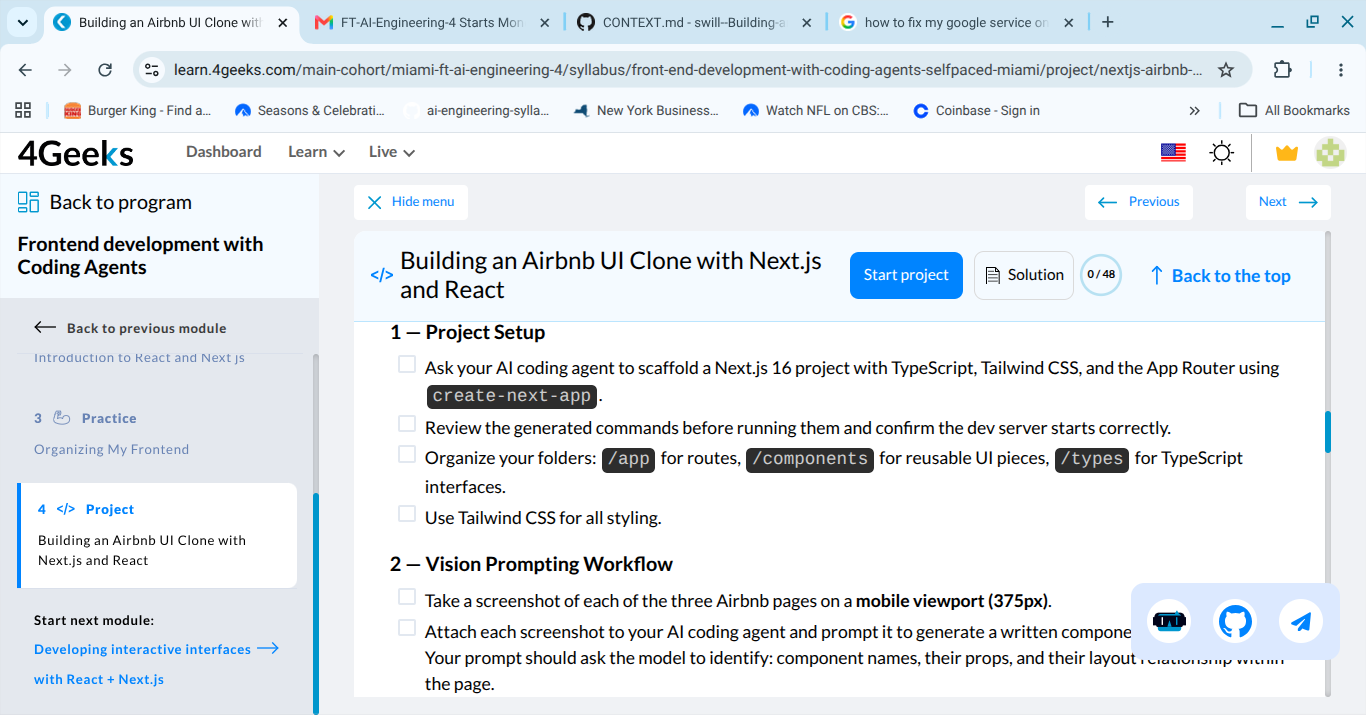 Building an Airbnb UI Clone with
FT-AI-Engineering-4 Starts Mon
CONTEXT.md - swill--Building-a
how to fix my google service on
learn.4geeks.com/main-cohort/miami-ft-ai-engineering-4/syllabus/front-end-development-with-coding-agents-selfpaced-miami/project/nextjs-airbnb-...
Burger King - Find a...
Seasons & Celebrati...
ai-engineering-sylla...
New York Business...
Watch NFL on CBS:...
Coinbase - Sign in
All Bookmarks
4Geeks
Dashboard
Learn
Live
Back to program
Frontend development with
Coding Agents
Back to previous module
Introduction to React and Next js
3 Practice
Organizing My Frontend
4 </> Project
Building an Airbnb UI Clone with
Next.js and React
Start next module:
Developing interactive interfaces
with React + Next.js
Hide menu
Previous
Next
</> Building an Airbnb UI Clone with Next.js
and React
Start project
Solution
0 / 48
Back to the top
1 — Project Setup
Ask your AI coding agent to scaffold a Next.js 16 project with TypeScript, Tailwind CSS, and the App Router using
create-next-app.
Review the generated commands before running them and confirm the dev server starts correctly.
Organize your folders: /app for routes, /components for reusable UI pieces, /types for TypeScript
interfaces.
Use Tailwind CSS for all styling.
2 — Vision Prompting Workflow
Take a screenshot of each of the three Airbnb pages on a mobile viewport (375px).
Attach each screenshot to your AI coding agent and prompt it to generate a written compone
Your prompt should ask the model to identify: component names, their props, and their layout relationship within
the page.